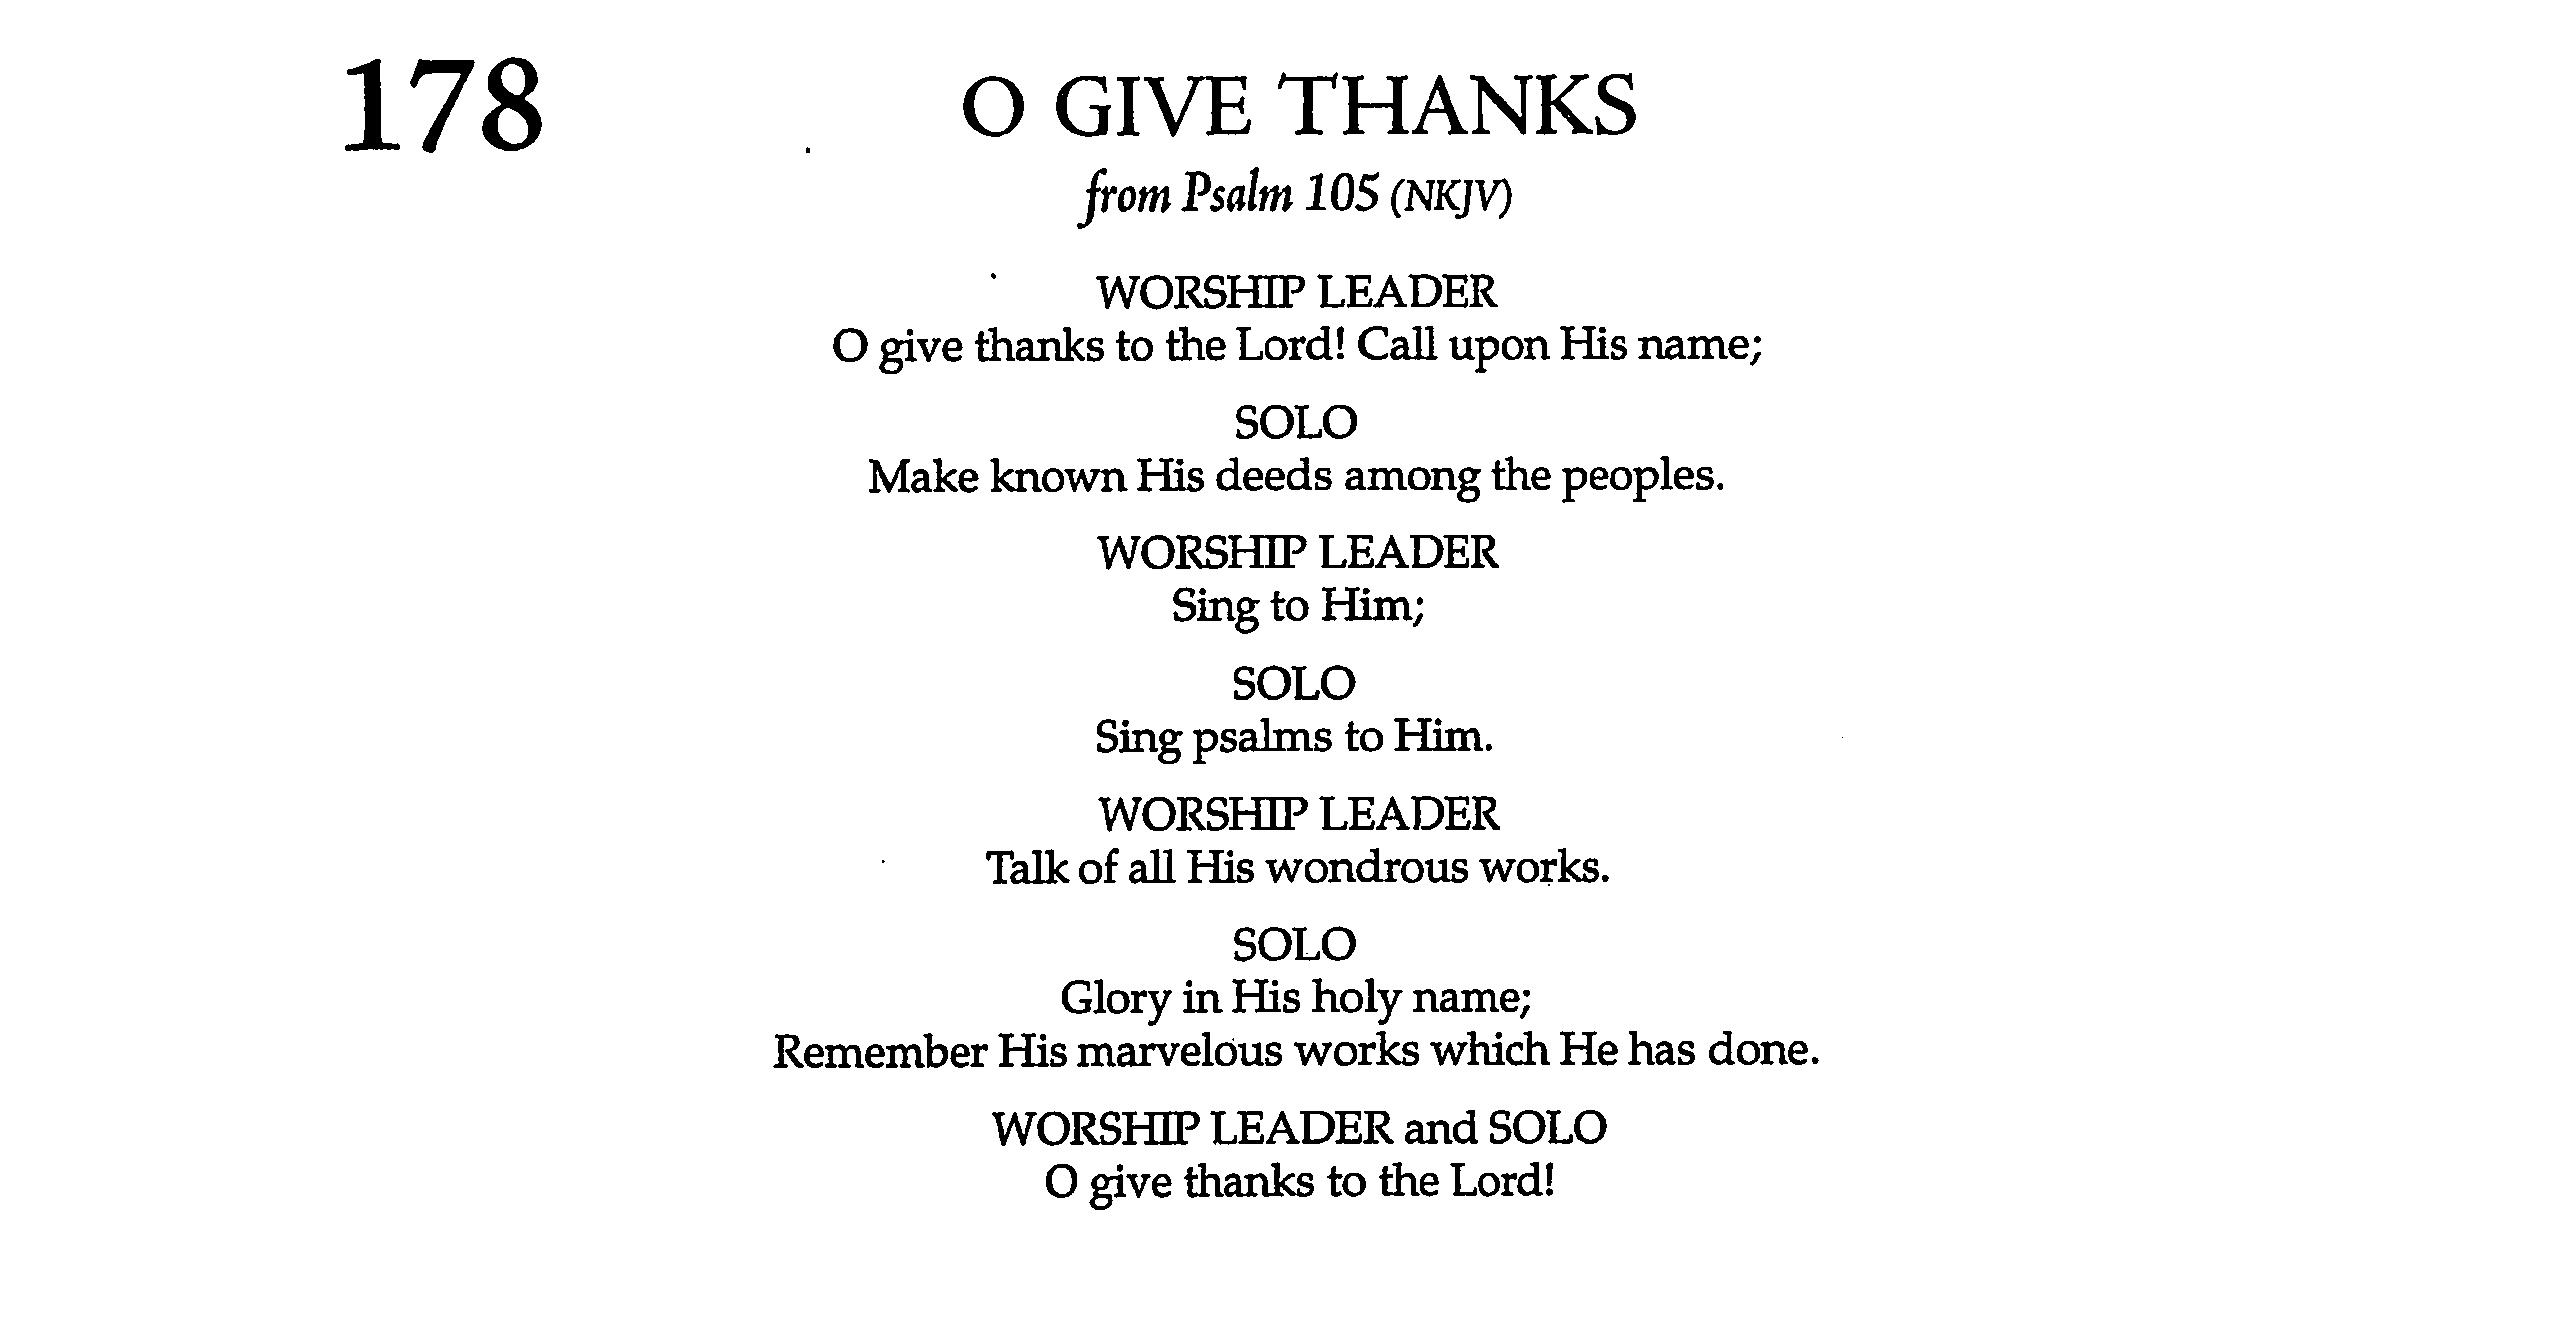 178
O GIVE THANKS
from Psalm 105 (NKJV)
WORSHIP LEADER
O give thanks to the Lord! Call upon His name;
SOLO
Make known His deeds among the peoples.
WORSHIP LEADER
Sing to Him;
SOLO
Sing psalms to Him.
WORSHIP LEADER
Talk of all His wondrous works.
SOLO
Glory in His holy name;
Remember His marvelous works which He has done.
WORSHIP LEADER and SOLO
O give thanks to the Lord!